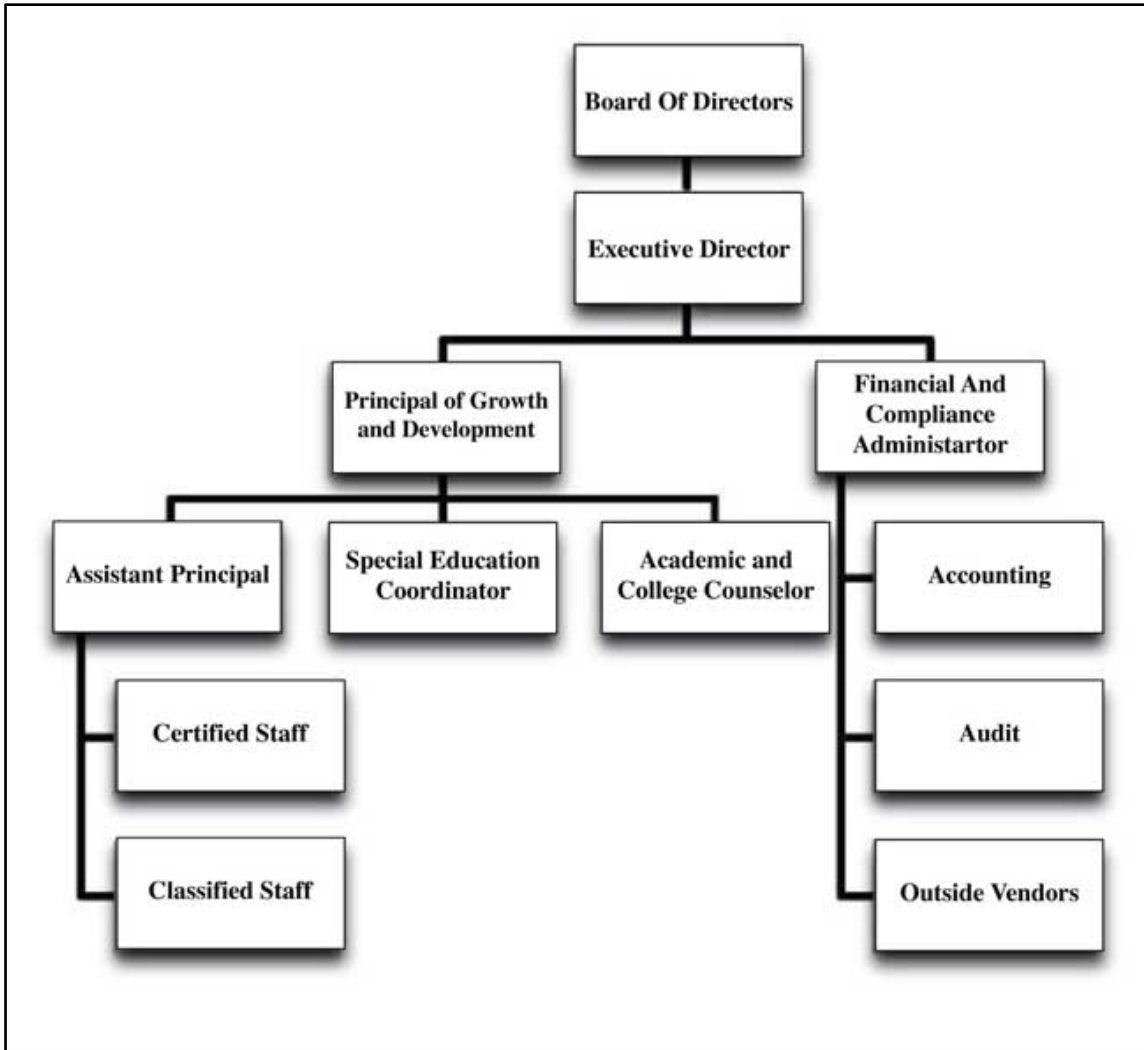 Board Of Directors
Executive Director
Principal of Growth
and Development
Financial And
Compliance
Administartor
Assistant Principal
Special Education
Coordinator
Academic and
College Counselor
Accounting
Certified Staff
Audit
Classified Staff
Outside Vendors